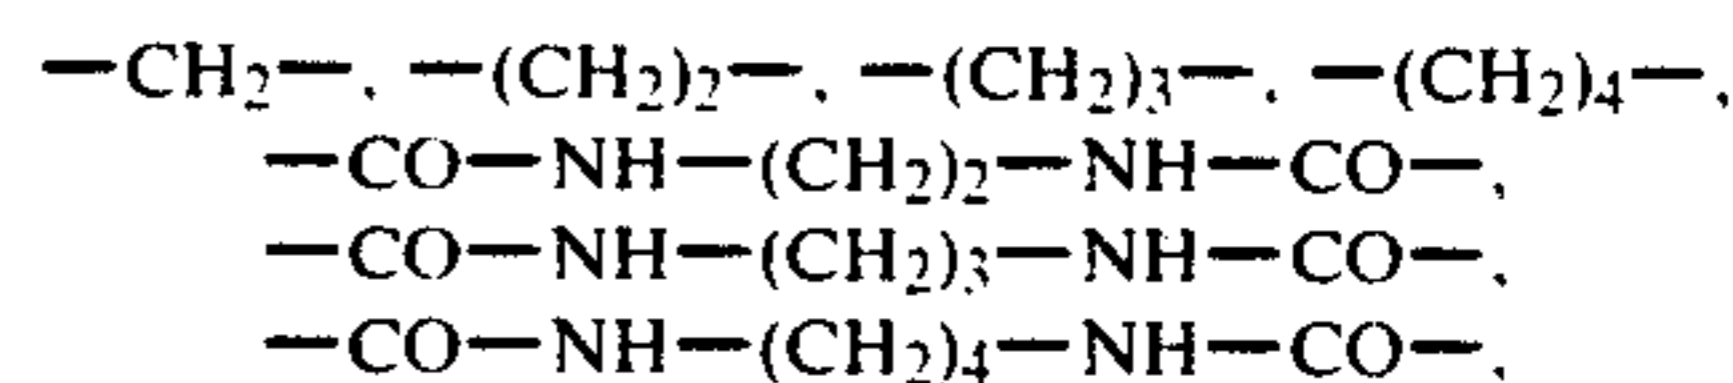 —CH₂—, —(CH₂)₂—, —(CH₂)₃—, —(CH₂)₄—,
—CO—NH—(CH₂)₂—NH—CO—,
—CO—NH—(CH₂)₃—NH—CO—,
—CO—NH—(CH₂)₄—NH—CO—,